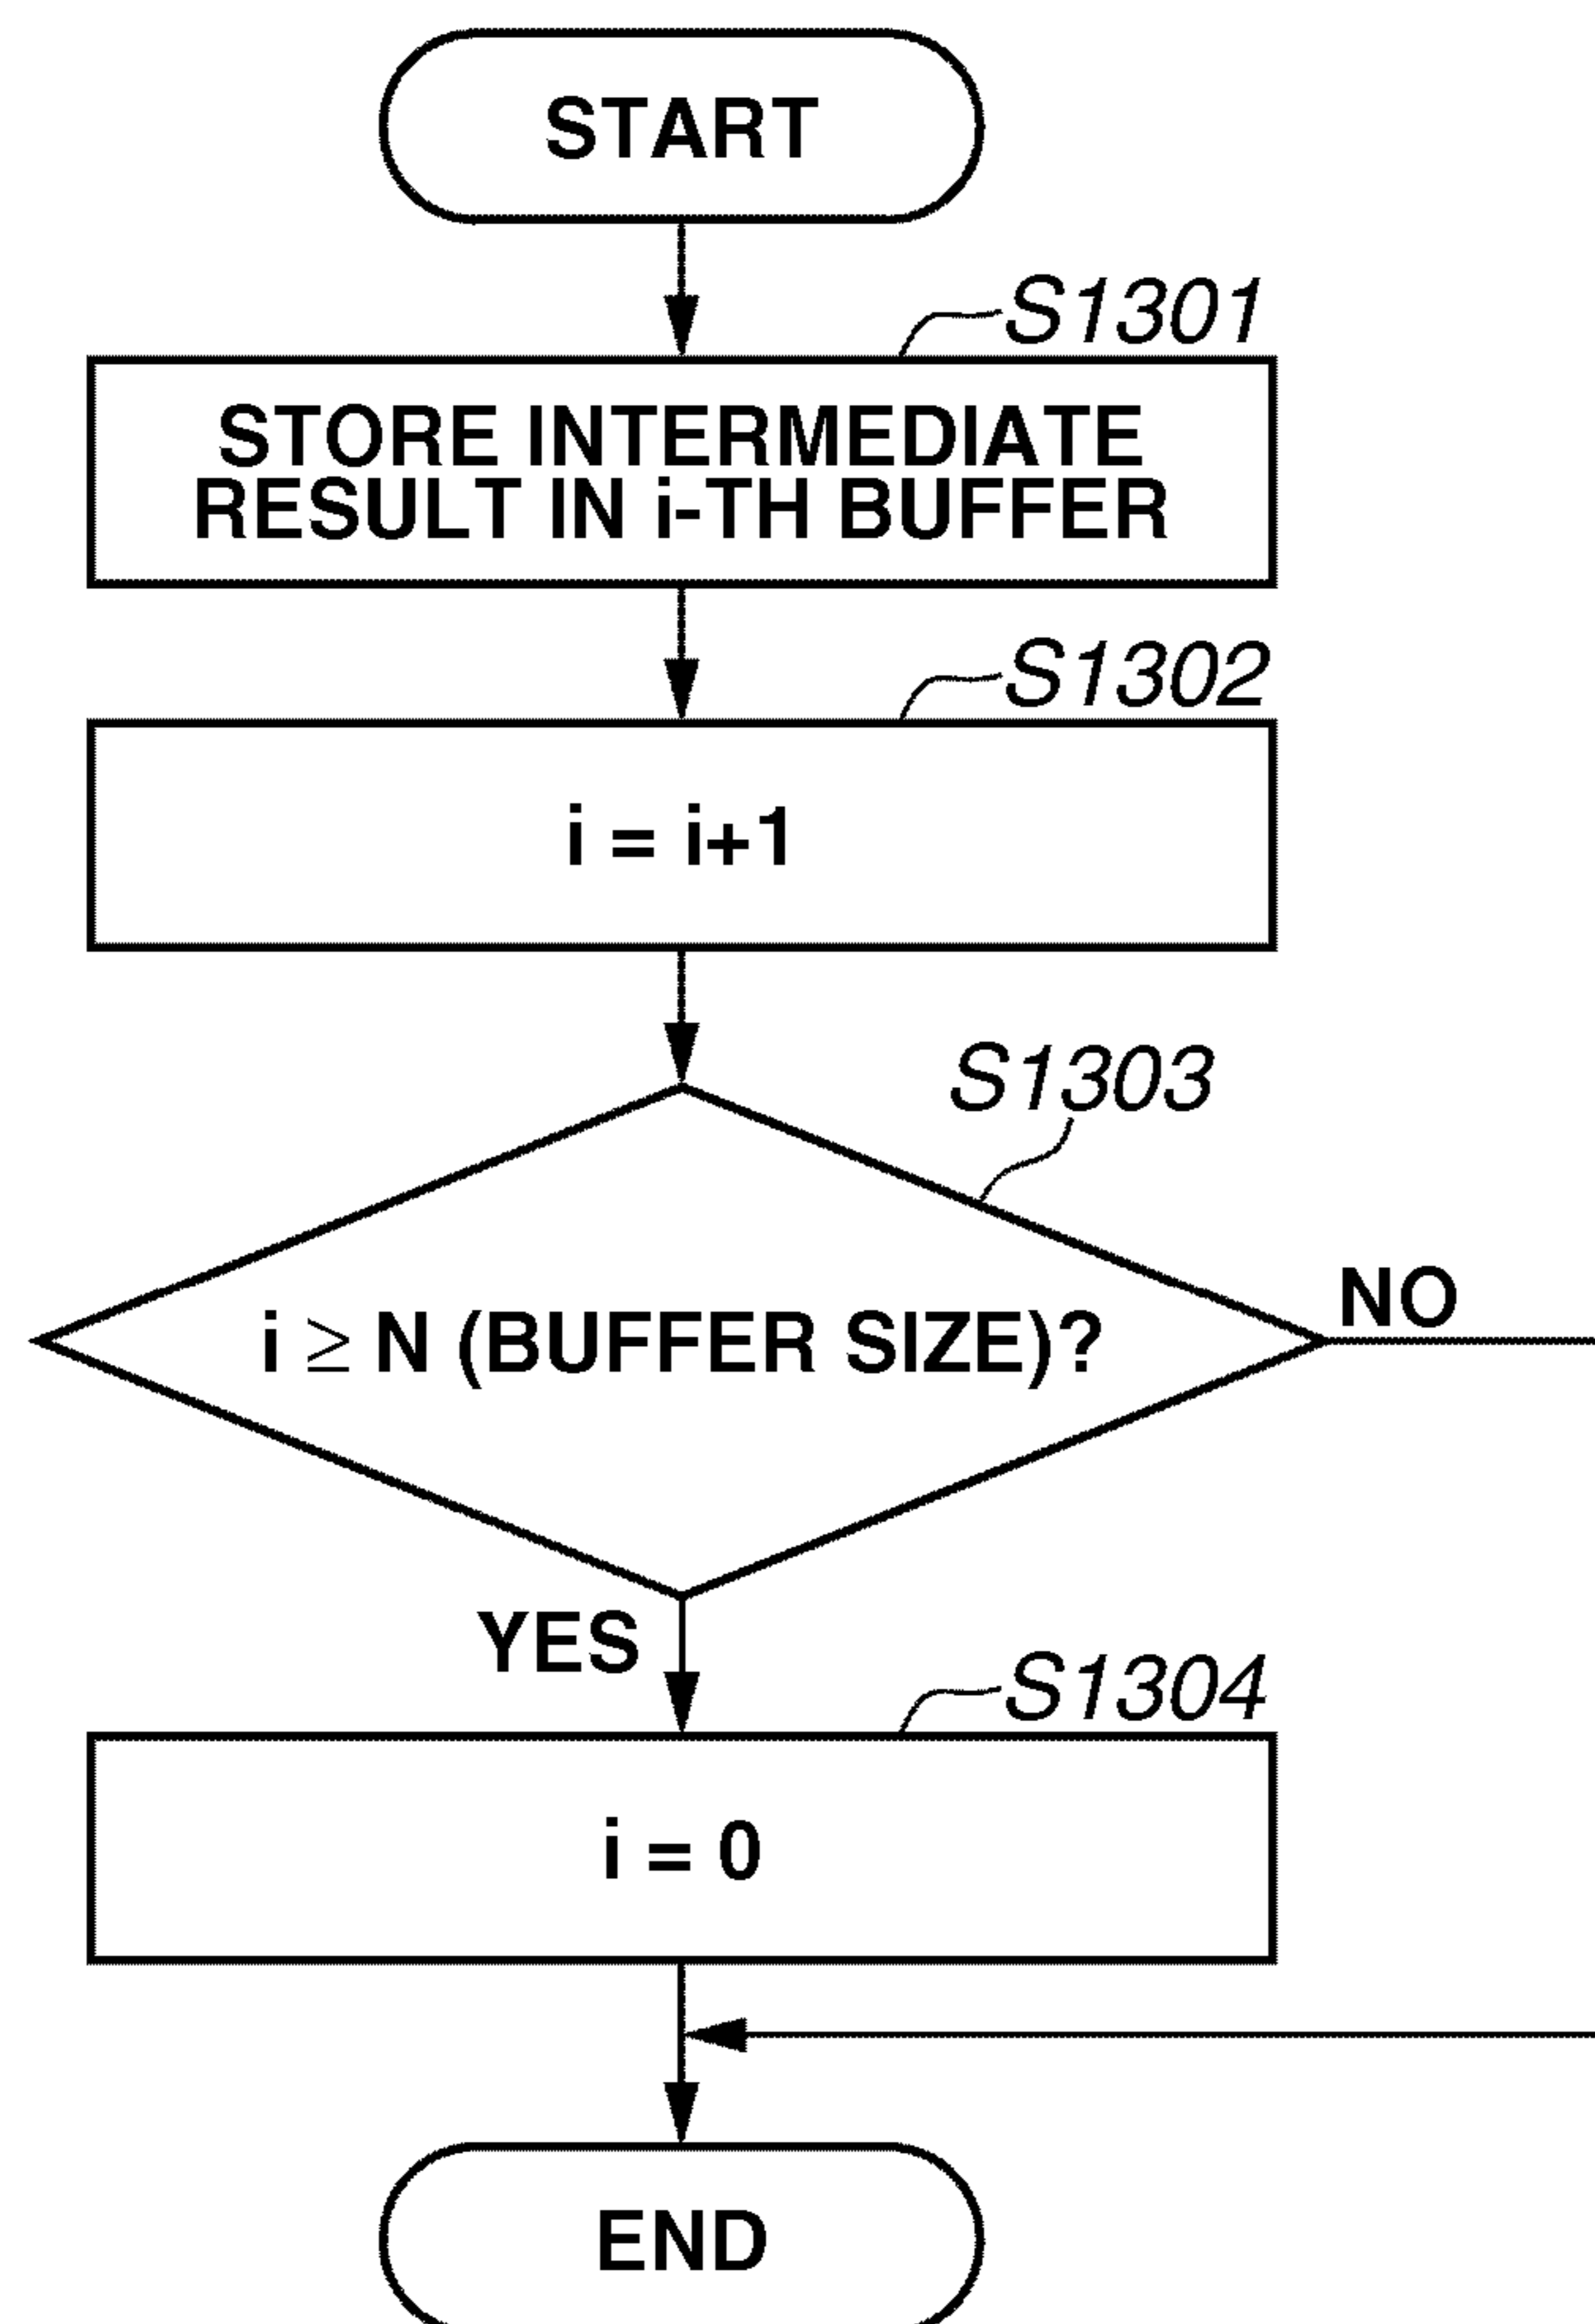 START
S1301
STORE INTERMEDIATE
RESULT IN i-TH BUFFER
S1302
i = i+1
S1303
i ≥ N (BUFFER SIZE)?
NO
YES
S1304
i = 0
END